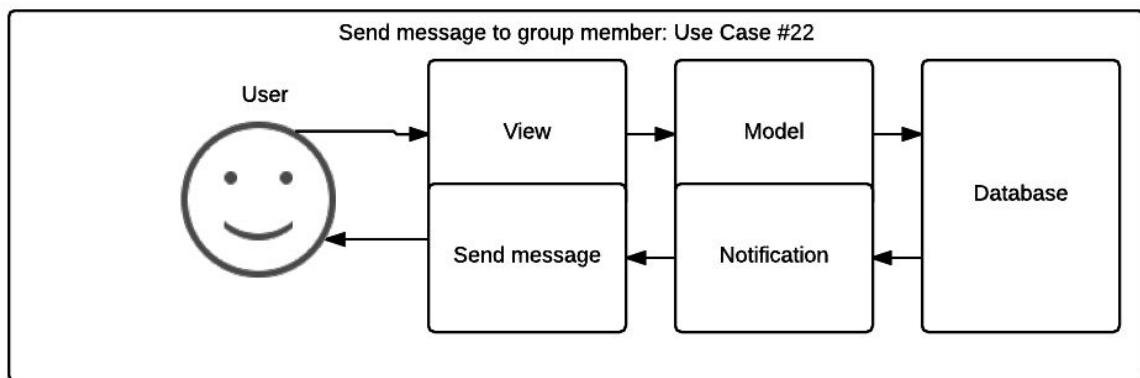 Send message to group member: Use Case #22
User
View
Model
Database
Send message
Notification